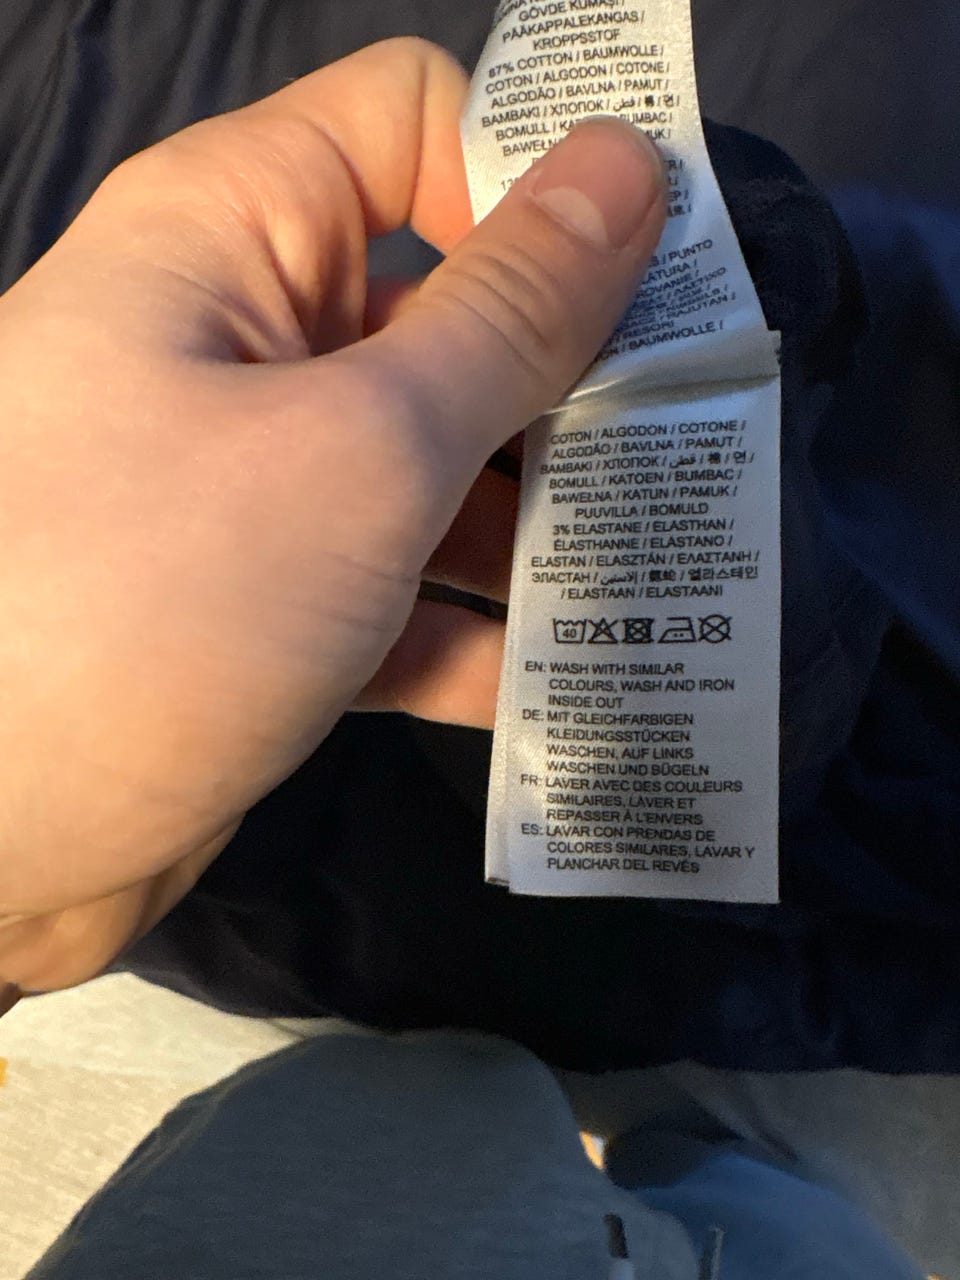 GÖVDE KUMAŞI /
PÄÄKAPPALEKANGAS /
KROPPSSTOF
87% COTTON / BAUMWOLLE /
COTON / ALGODON / COTONE /
ALGODÃO / BAVLNA / PAMUT /
BAMBAKI / ХЛОПОК / قطن / 棉 / 면 /
BOMULL / BUMBAC /
/ PUNTO
BAUMWOLLE /
COTON / ALGODON / COTONE /
ALGODÃO / BAVLNA / PAMUT /
BAMBAKI / ХЛОПОК / قطن / 棉 / 면 /
BOMULL / KATOEN / BUMBAC /
BAWEŁNA / KATUN / PAMUK /
PUUVILLA / BOMULD
3% ELASTANE / ELASTHAN /
ÉLASTHANNE / ELASTANO /
ELASTAN / ELASZTÁN / ΕΛΑΣΤΑΝΗ /
ЭЛАСТАН / الاستين / 氨纶 / 엘라스테인
/ ELASTAAN / ELASTAANI
40
EN: WASH WITH SIMILAR
COLOURS, WASH AND IRON
INSIDE OUT
DE: MIT GLEICHFARBIGEN
KLEIDUNGSSTÜCKEN
WASCHEN, AUF LINKS
WASCHEN UND BÜGELN
FR: LAVER AVEC DES COULEURS
SIMILAIRES, LAVER ET
REPASSER À L'ENVERS
ES: LAVAR CON PRENDAS DE
COLORES SIMILARES, LAVAR Y
PLANCHAR DEL REVÉS